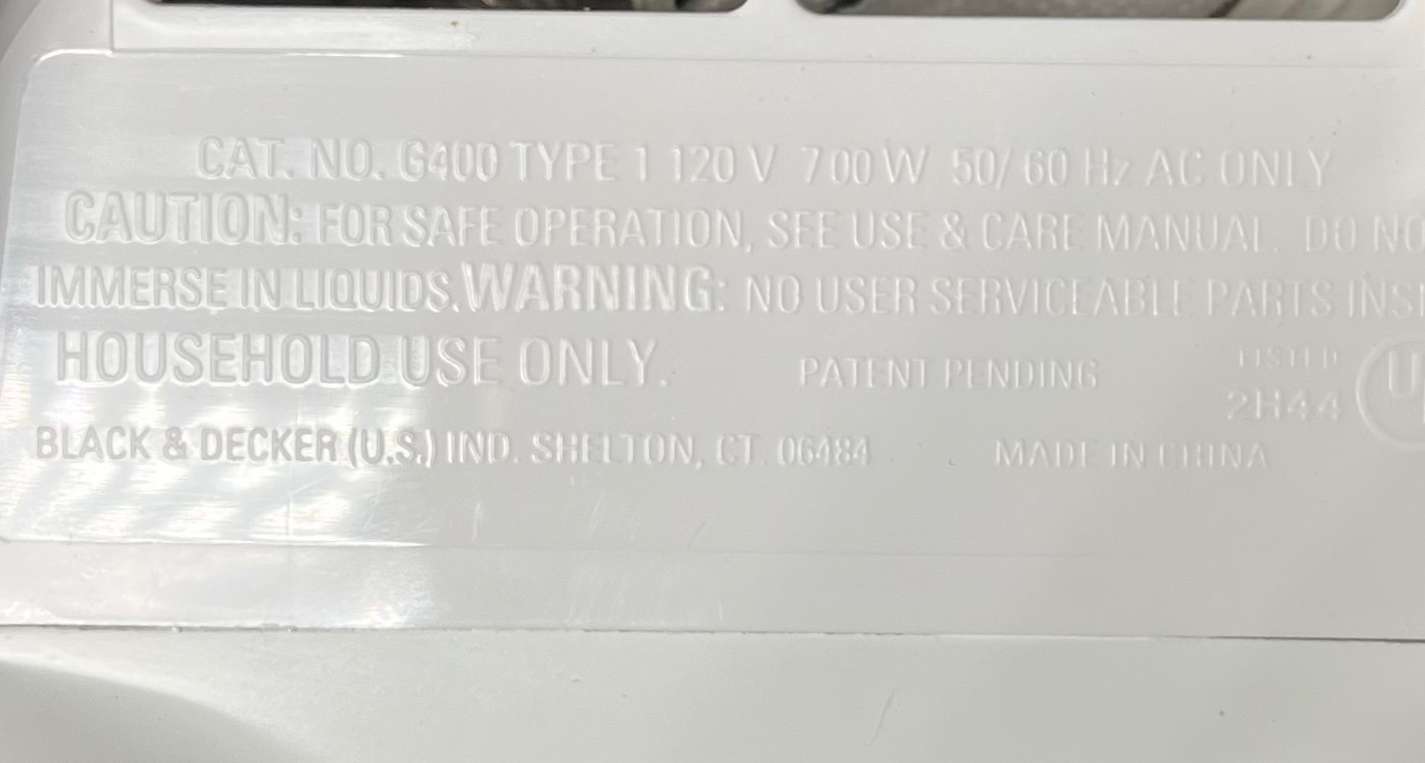 CAT. NO. G400 TYPE 1 120 V 700 W 50/60 Hz AC ONLY
CAUTION: FOR SAFE OPERATION, SEE USE & CARE MANUAL. DO
IMMERSE IN LIQUIDS. WARNING: NO USER SERVICEABLE PARTS
HOUSEHOLD USE ONLY. PATENT PENDING LISTED
2H44
BLACK & DECKER (U.S.) IND. SHELTON, CT. 06484 MADE IN CHINA